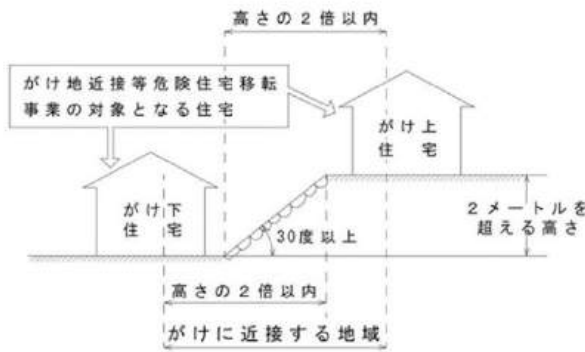 高さの２倍以内
がけ地近接等危険住宅移転
事業の対象となる住宅
がけ上
住　宅
がけ下
住　宅
30度以上
２メートルを
超える高さ
高さの２倍以内
がけに近接する地域